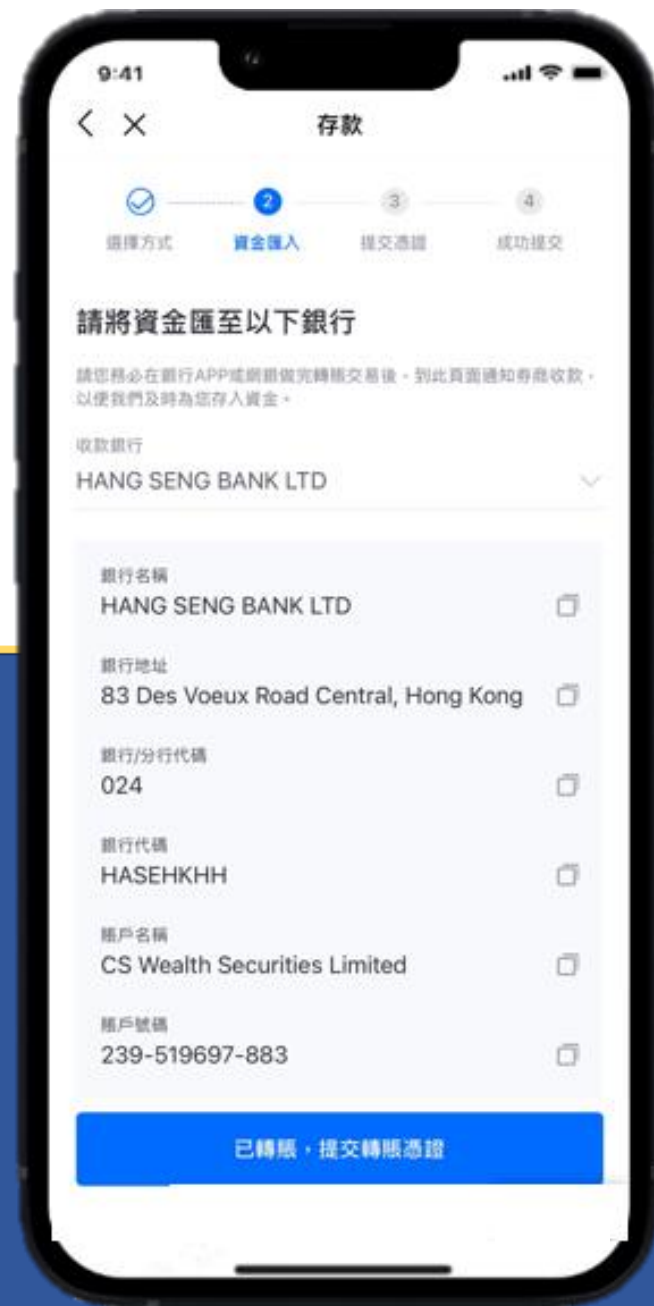 9:41
存款
2
3
4
選擇方式
資金匯入
提交憑證
成功提交
請將資金匯至以下銀行
請您務必在銀行APP或網銀做完轉賬交易後，到此頁面通知券商收款，
以便我們及時為您存入資金。
收款銀行
HANG SENG BANK LTD
銀行名稱
HANG SENG BANK LTD
銀行地址
83 Des Voeux Road Central, Hong Kong
銀行/分行代碼
024
銀行代碼
HASEHKHH
賬戶名稱
CS Wealth Securities Limited
賬戶號碼
239-519697-883
已轉賬，提交轉賬憑證